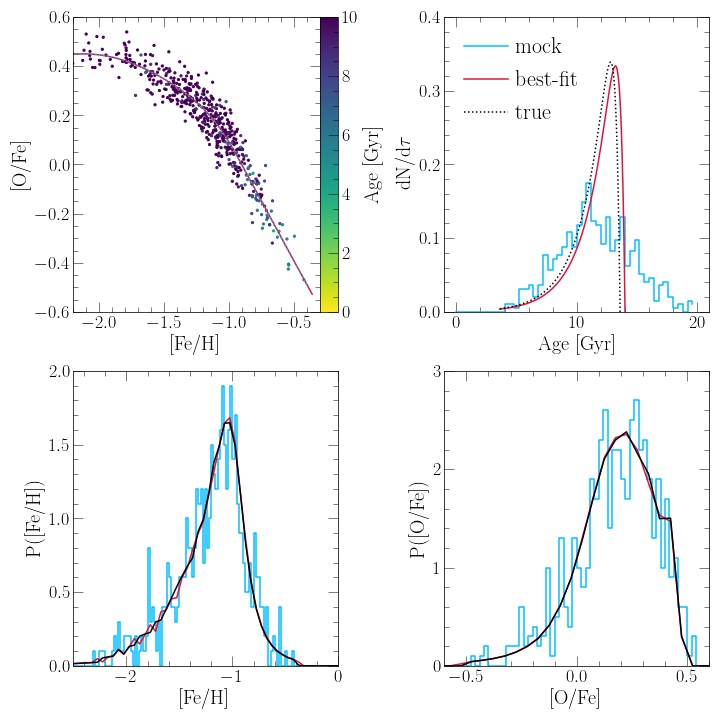 0.6
0.4
0.2
0.0
−0.2
−0.4
−0.6
[O/Fe]
−2.0 −1.5 −1.0 −0.5
[Fe/H]
10
8
6
4
2
0
Age [Gyr]
0.4
0.3
0.2
0.1
0.0
dN/dτ
mock
best-fit
true
0 10 20
Age [Gyr]
2.0
1.5
1.0
0.5
0.0
P([Fe/H])
−2 −1 0
[Fe/H]
3
2
1
0
P([O/Fe])
−0.5 0.0 0.5
[O/Fe]